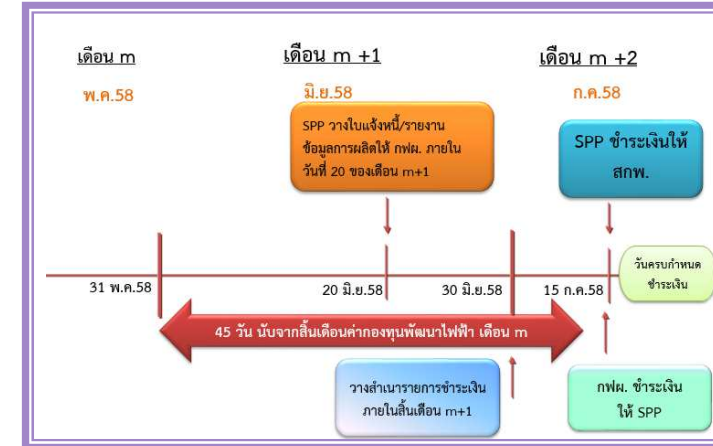 เดือน m
เดือน m +1
เดือน m +2
พ.ค.58
มิ.ย.58
ก.ค.58
SPP วางใบแจ้งหนี้/รายงาน
ข้อมูลการผลิตให้ กฟผ. ภายใน
วันที่ 20 ของเดือน m+1
SPP ชำระเงินให้
สกพ.
วันครบกำหนด
ชำระเงิน
31 พ.ค.58
20 มิ.ย.58
30 มิ.ย.58
15 ก.ค.58
45 วัน นับจากสิ้นเดือนค่ากองทุนพัฒนาไฟฟ้า เดือน m
วางสำเนารายการชำระเงิน
ภายในสิ้นเดือน m+1
กฟผ. ชำระเงิน
ให้ SPP